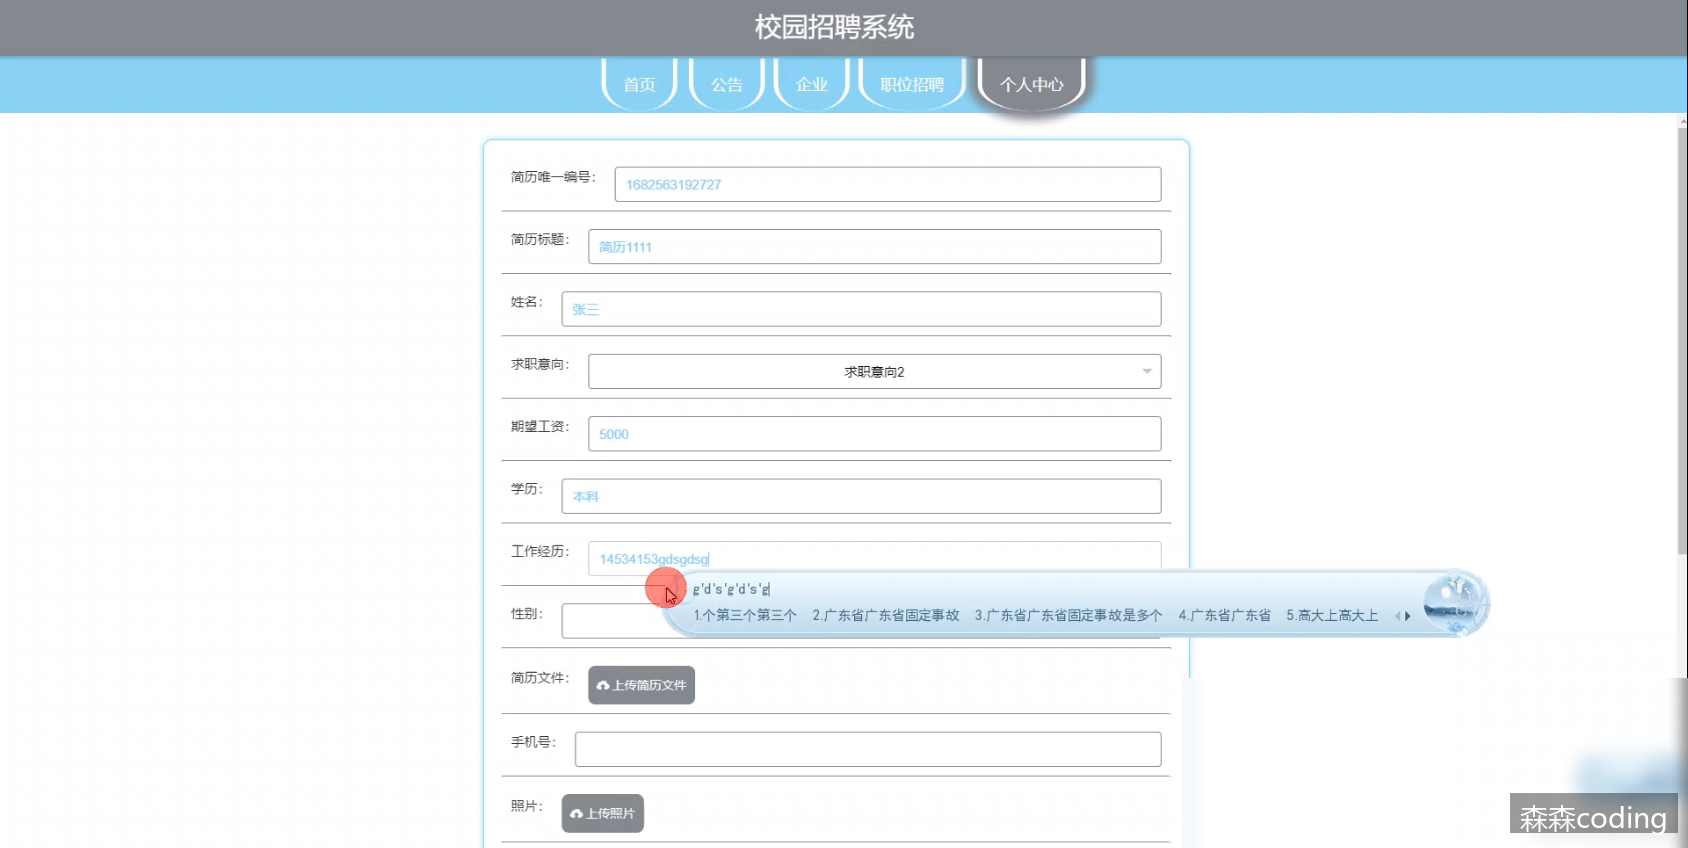 校园招聘系统
首页 公告 企业 职位招聘 个人中心
简历唯一编号： 1682563192727
简历标题： 简历1111
姓名： 张三
求职意向： 求职意向2
期望工资： 5000
学历： 本科
工作经历： 14534153gdsgdsg
g'd's'g'd's'g
1.个第三个第三个 2.广东省广东省固定事故 3.广东省广东省固定事故是多个 4.广东省广东省 5.高大上高大上
性别：
简历文件： 上传简历文件
手机号：
照片： 上传照片
森森coding